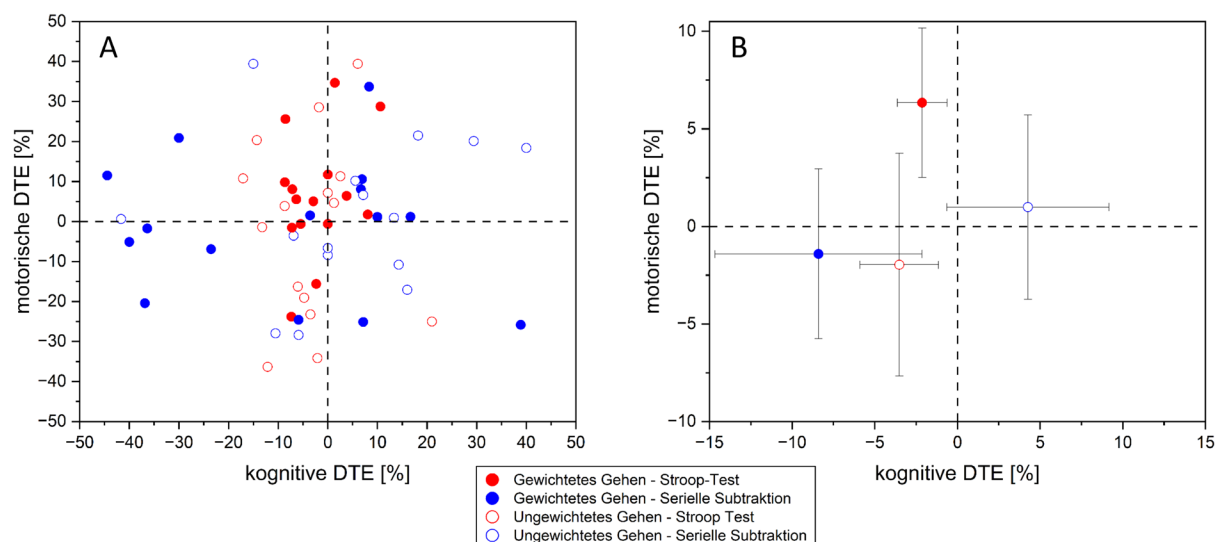 A
50
40
30
20
10
0
−10
−20
−30
−40
−50
motorische DTE [%]
−50 −40 −30 −20 −10 0 10 20 30 40 50
kognitive DTE [%]
B
10
5
0
−5
−10
motorische DTE [%]
−15 −10 −5 0 5 10 15
kognitive DTE [%]
Gewichtetes Gehen - Stroop-Test
Gewichtetes Gehen - Serielle Subtraktion
Ungewichtetes Gehen - Stroop Test
Ungewichtetes Gehen - Serielle Subtraktion